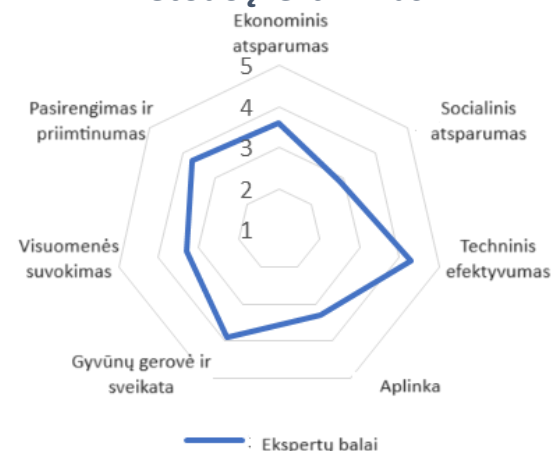 Ekonominis
atsparumas
5
4
3
2
1
Socialinis
atsparumas
Techninis
efektyvumas
Aplinka
Gyvūnų gerovė ir
sveikata
Visuomenės
suvokimas
Pasirengimas ir
priimtinumas
Ekspertų balai